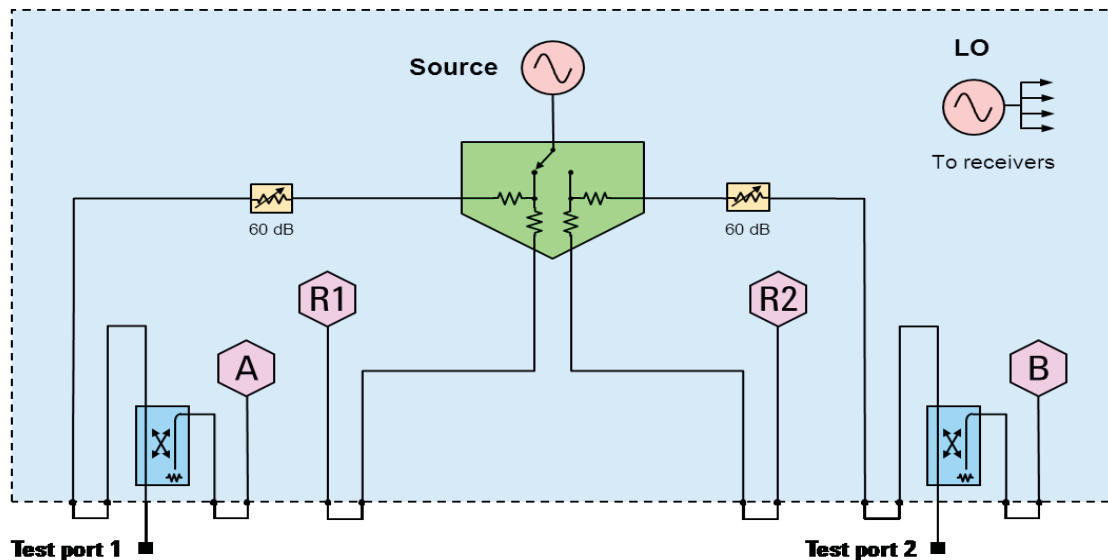 Source
LO
To receivers
60 dB
60 dB
R1
R2
A
B
Test port 1
Test port 2